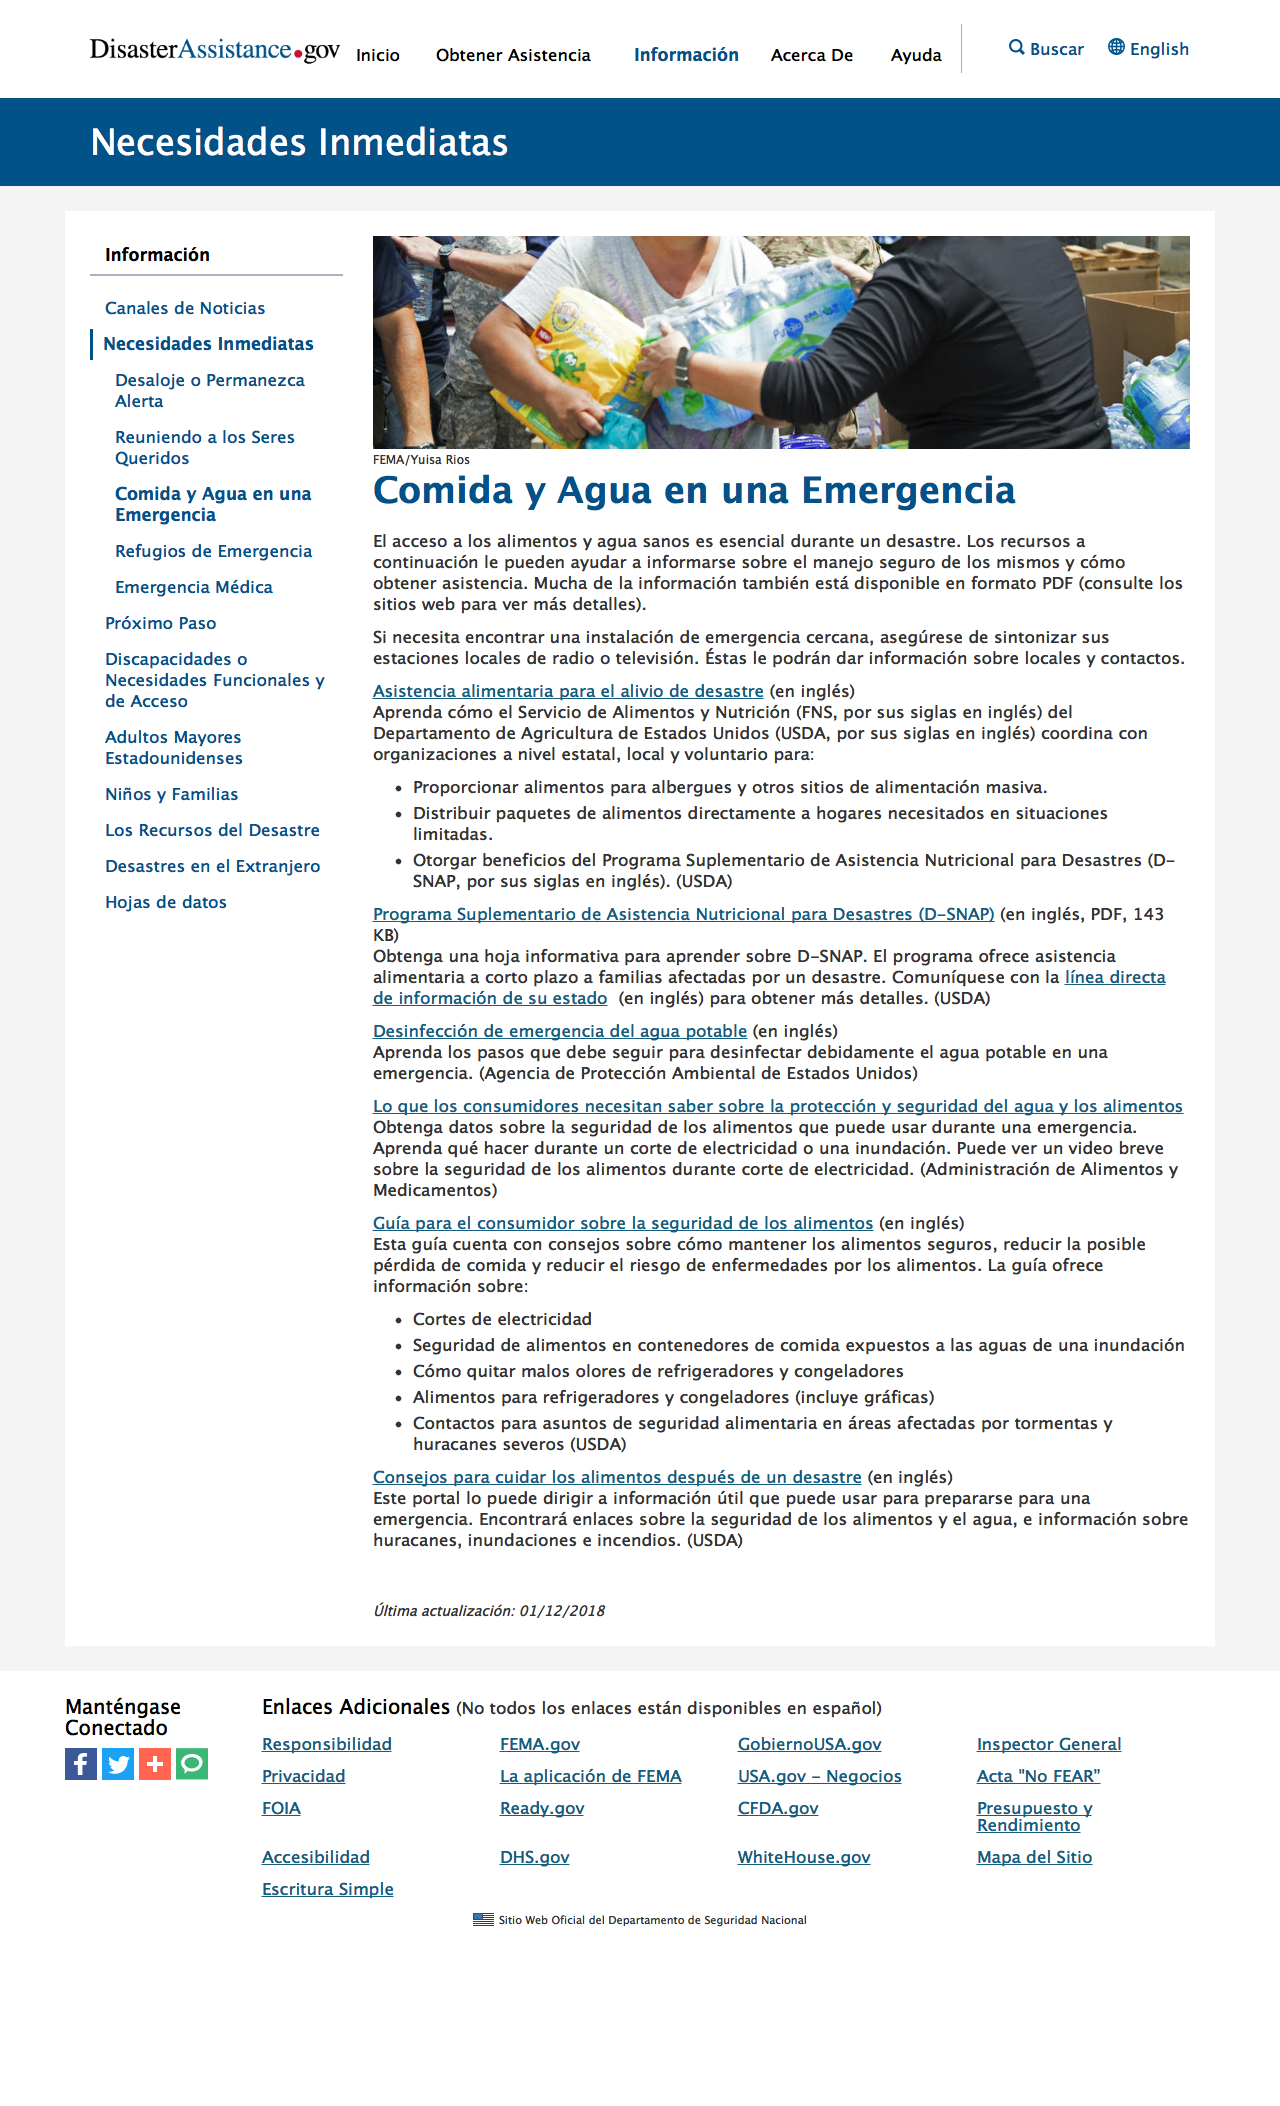 DisasterAssistance.gov
Inicio
Obtener Asistencia
Información
Acerca De
Ayuda
Buscar
English
Necesidades Inmediatas
Información
Canales de Noticias
Necesidades Inmediatas
Desaloje o Permanezca
Alerta
Reuniendo a los Seres
Queridos
Comida y Agua en una
Emergencia
Refugios de Emergencia
Emergencia Médica
Próximo Paso
Discapacidades o
Necesidades Funcionales y
de Acceso
Adultos Mayores
Estadounidenses
Niños y Familias
Los Recursos del Desastre
Desastres en el Extranjero
Hojas de datos
FEMA/Yuisa Rios
Comida y Agua en una Emergencia
El acceso a los alimentos y agua sanos es esencial durante un desastre. Los recursos a
continuación le pueden ayudar a informarse sobre el manejo seguro de los mismos y cómo
obtener asistencia. Mucha de la información también está disponible en formato PDF (consulte los
sitios web para ver más detalles).
Si necesita encontrar una instalación de emergencia cercana, asegúrese de sintonizar sus
estaciones locales de radio o televisión. Éstas le podrán dar información sobre locales y contactos.
Asistencia alimentaria para el alivio de desastre (en inglés)
Aprenda cómo el Servicio de Alimentos y Nutrición (FNS, por sus siglas en inglés) del
Departamento de Agricultura de Estados Unidos (USDA, por sus siglas en inglés) coordina con
organizaciones a nivel estatal, local y voluntario para:
• Proporcionar alimentos para albergues y otros sitios de alimentación masiva.
• Distribuir paquetes de alimentos directamente a hogares necesitados en situaciones
limitadas.
• Otorgar beneficios del Programa Suplementario de Asistencia Nutricional para Desastres (D-
SNAP, por sus siglas en inglés). (USDA)
Programa Suplementario de Asistencia Nutricional para Desastres (D-SNAP) (en inglés, PDF, 143
KB)
Obtenga una hoja informativa para aprender sobre D-SNAP. El programa ofrece asistencia
alimentaria a corto plazo a familias afectadas por un desastre. Comuníquese con la línea directa
de información de su estado (en inglés) para obtener más detalles. (USDA)
Desinfección de emergencia del agua potable (en inglés)
Aprenda los pasos que debe seguir para desinfectar debidamente el agua potable en una
emergencia. (Agencia de Protección Ambiental de Estados Unidos)
Lo que los consumidores necesitan saber sobre la protección y seguridad del agua y los alimentos
Obtenga datos sobre la seguridad de los alimentos que puede usar durante una emergencia.
Aprenda qué hacer durante un corte de electricidad o una inundación. Puede ver un video breve
sobre la seguridad de los alimentos durante corte de electricidad. (Administración de Alimentos y
Medicamentos)
Guía para el consumidor sobre la seguridad de los alimentos (en inglés)
Esta guía cuenta con consejos sobre cómo mantener los alimentos seguros, reducir la posible
pérdida de comida y reducir el riesgo de enfermedades por los alimentos. La guía ofrece
información sobre:
• Cortes de electricidad
• Seguridad de alimentos en contenedores de comida expuestos a las aguas de una inundación
• Cómo quitar malos olores de refrigeradores y congeladores
• Alimentos para refrigeradores y congeladores (incluye gráficas)
• Contactos para asuntos de seguridad alimentaria en áreas afectadas por tormentas y
huracanes severos (USDA)
Consejos para cuidar los alimentos después de un desastre (en inglés)
Este portal lo puede dirigir a información útil que puede usar para prepararse para una
emergencia. Encontrará enlaces sobre la seguridad de los alimentos y el agua, e información sobre
huracanes, inundaciones e incendios. (USDA)
Última actualización: 01/12/2018
Manténgase
Conectado
Enlaces Adicionales (No todos los enlaces están disponibles en español)
Responsibilidad
FEMA.gov
GobiernoUSA.gov
Inspector General
Privacidad
La aplicación de FEMA
USA.gov - Negocios
Acta "No FEAR”
FOIA
Ready.gov
CFDA.gov
Presupuesto y
Rendimiento
Accesibilidad
DHS.gov
WhiteHouse.gov
Mapa del Sitio
Escritura Simple
Sitio Web Oficial del Departamento de Seguridad Nacional